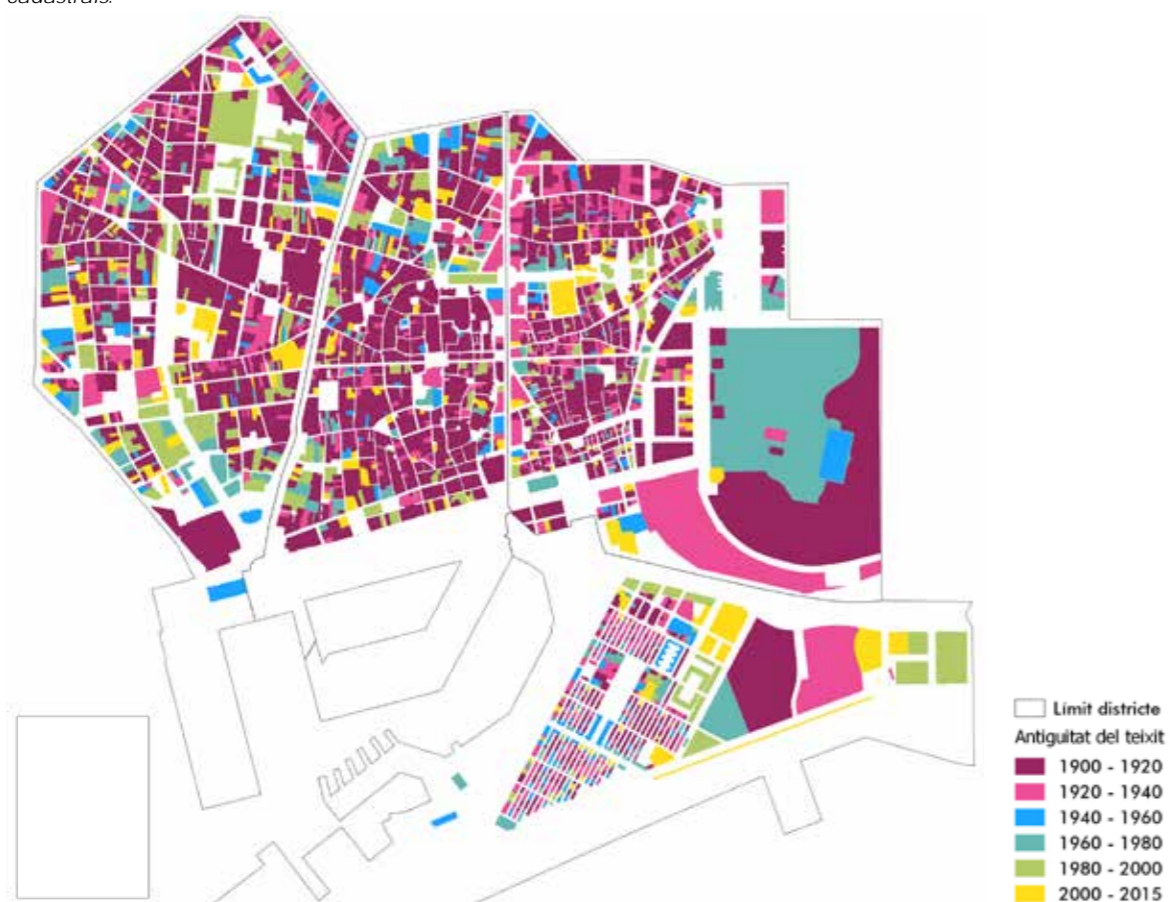 cadastrals.
Límit districte
Antiguitat del teixit
1900 - 1920
1920 - 1940
1940 - 1960
1960 - 1980
1980 - 2000
2000 - 2015